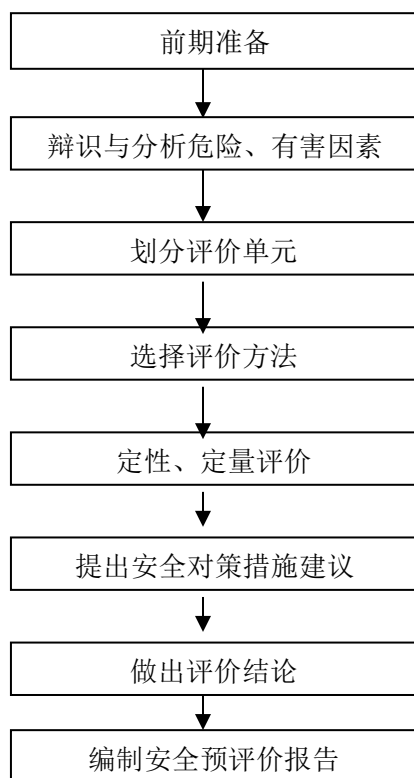 前期准备
辩识与分析危险、有害因素
划分评价单元
选择评价方法
定性、定量评价
提出安全对策措施建议
做出评价结论
编制安全预评价报告